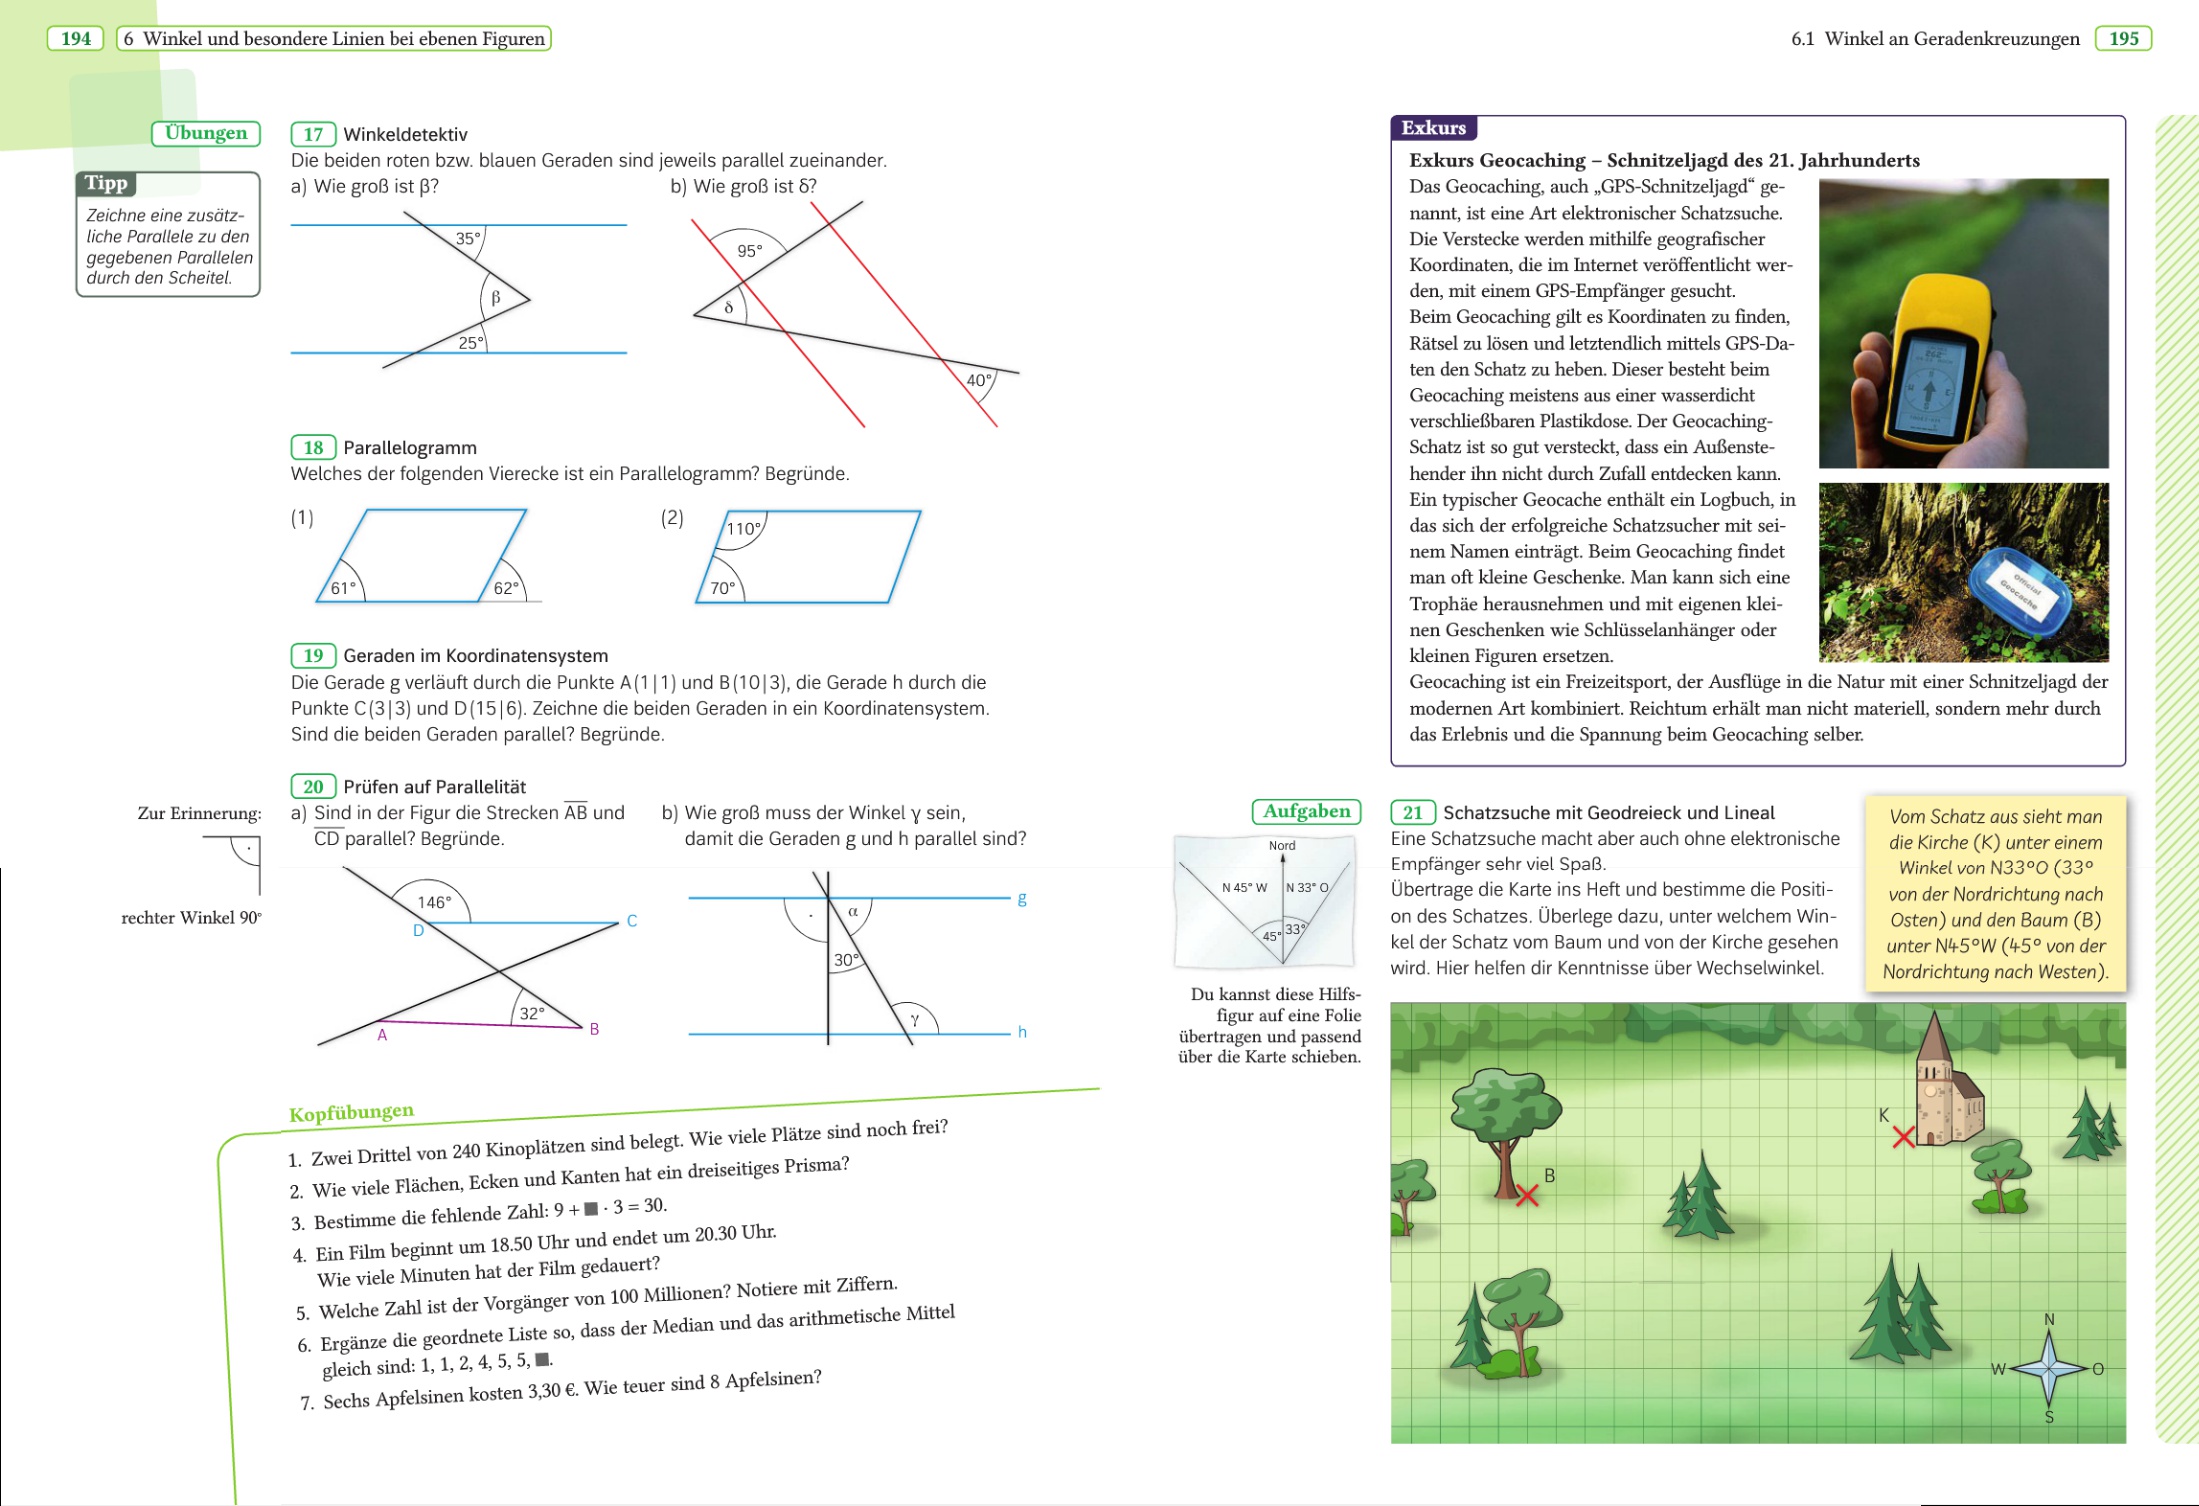 194
6 Winkel und besondere Linien bei ebenen Figuren
Übungen
Tipp
Zeichne eine zusätz-
liche Parallele zu den
gegebenen Parallelen
durch den Scheitel.
17 Winkeldetektiv
Die beiden roten bzw. blauen Geraden sind jeweils parallel zueinander.
a) Wie groß ist β?
35°
β
25°
b) Wie groß ist δ?
95°
δ
40°
18 Parallelogramm
Welches der folgenden Vierecke ist ein Parallelogramm? Begründe.
(1)
61°
62°
(2)
110°
70°
19 Geraden im Koordinatensystem
Die Gerade g verläuft durch die Punkte A(1|1) und B(10|3), die Gerade h durch die
Punkte C(3|3) und D(15|6). Zeichne die beiden Geraden in ein Koordinatensystem.
Sind die beiden Geraden parallel? Begründe.
Zur Erinnerung:
rechter Winkel 90°
20 Prüfen auf Parallelität
a) Sind in der Figur die Strecken A̅B̅ und
C̅D̅ parallel? Begründe.
146°
D
C
32°
A
B
b) Wie groß muss der Winkel γ sein,
damit die Geraden g und h parallel sind?
g
α
30°
γ
h
Kopfübungen
1. Zwei Drittel von 240 Kinoplätzen sind belegt. Wie viele Plätze sind noch frei?
2. Wie viele Flächen, Ecken und Kanten hat ein dreiseitiges Prisma?
3. Bestimme die fehlende Zahl: 9 + ■ · 3 = 30.
4. Ein Film beginnt um 18.50 Uhr und endet um 20.30 Uhr.
Wie viele Minuten hat der Film gedauert?
5. Welche Zahl ist der Vorgänger von 100 Millionen? Notiere mit Ziffern.
6. Ergänze die geordnete Liste so, dass der Median und das arithmetische Mittel
gleich sind: 1, 1, 2, 4, 5, 5, ■.
7. Sechs Apfelsinen kosten 3,30 €. Wie teuer sind 8 Apfelsinen?
6.1 Winkel an Geradenkreuzungen
195
Exkurs
Exkurs Geocaching – Schnitzeljagd des 21. Jahrhunderts
Das Geocaching, auch „GPS-Schnitzeljagd“ ge-
nannt, ist eine Art elektronischer Schatzsuche.
Die Verstecke werden mithilfe geografischer
Koordinaten, die im Internet veröffentlicht wer-
den, mit einem GPS-Empfänger gesucht.
Beim Geocaching gilt es Koordinaten zu finden,
Rätsel zu lösen und letztendlich mittels GPS-Da-
ten den Schatz zu heben. Dieser besteht beim
Geocaching meistens aus einer wasserdicht
verschließbaren Plastikdose. Der Geocaching-
Schatz ist so gut versteckt, dass ein Außenste-
hender ihn nicht durch Zufall entdecken kann.
Ein typischer Geocache enthält ein Logbuch, in
das sich der erfolgreiche Schatzsucher mit sei-
nem Namen einträgt. Beim Geocaching findet
man oft kleine Geschenke. Man kann sich eine
Trophäe herausnehmen und mit eigenen klei-
nen Geschenken wie Schlüsselanhänger oder
kleinen Figuren ersetzen.
Geocaching ist ein Freizeitsport, der Ausflüge in die Natur mit einer Schnitzeljagd der
modernen Art kombiniert. Reichtum erhält man nicht materiell, sondern mehr durch
das Erlebnis und die Spannung beim Geocaching selber.
Official
Geocache
Aufgaben
Nord
N 45° W
N 33° O
45°
33°
Du kannst diese Hilfs-
figur auf eine Folie
übertragen und passend
über die Karte schieben.
21 Schatzsuche mit Geodreieck und Lineal
Eine Schatzsuche macht aber auch ohne elektronische
Empfänger sehr viel Spaß.
Übertrage die Karte ins Heft und bestimme die Positi-
on des Schatzes. Überlege dazu, unter welchem Win-
kel der Schatz vom Baum und von der Kirche gesehen
wird. Hier helfen dir Kenntnisse über Wechselwinkel.
Vom Schatz aus sieht man
die Kirche (K) unter einem
Winkel von N33°O (33°
von der Nordrichtung nach
Osten) und den Baum (B)
unter N45°W (45° von der
Nordrichtung nach Westen).
K
B
N
W
O
S